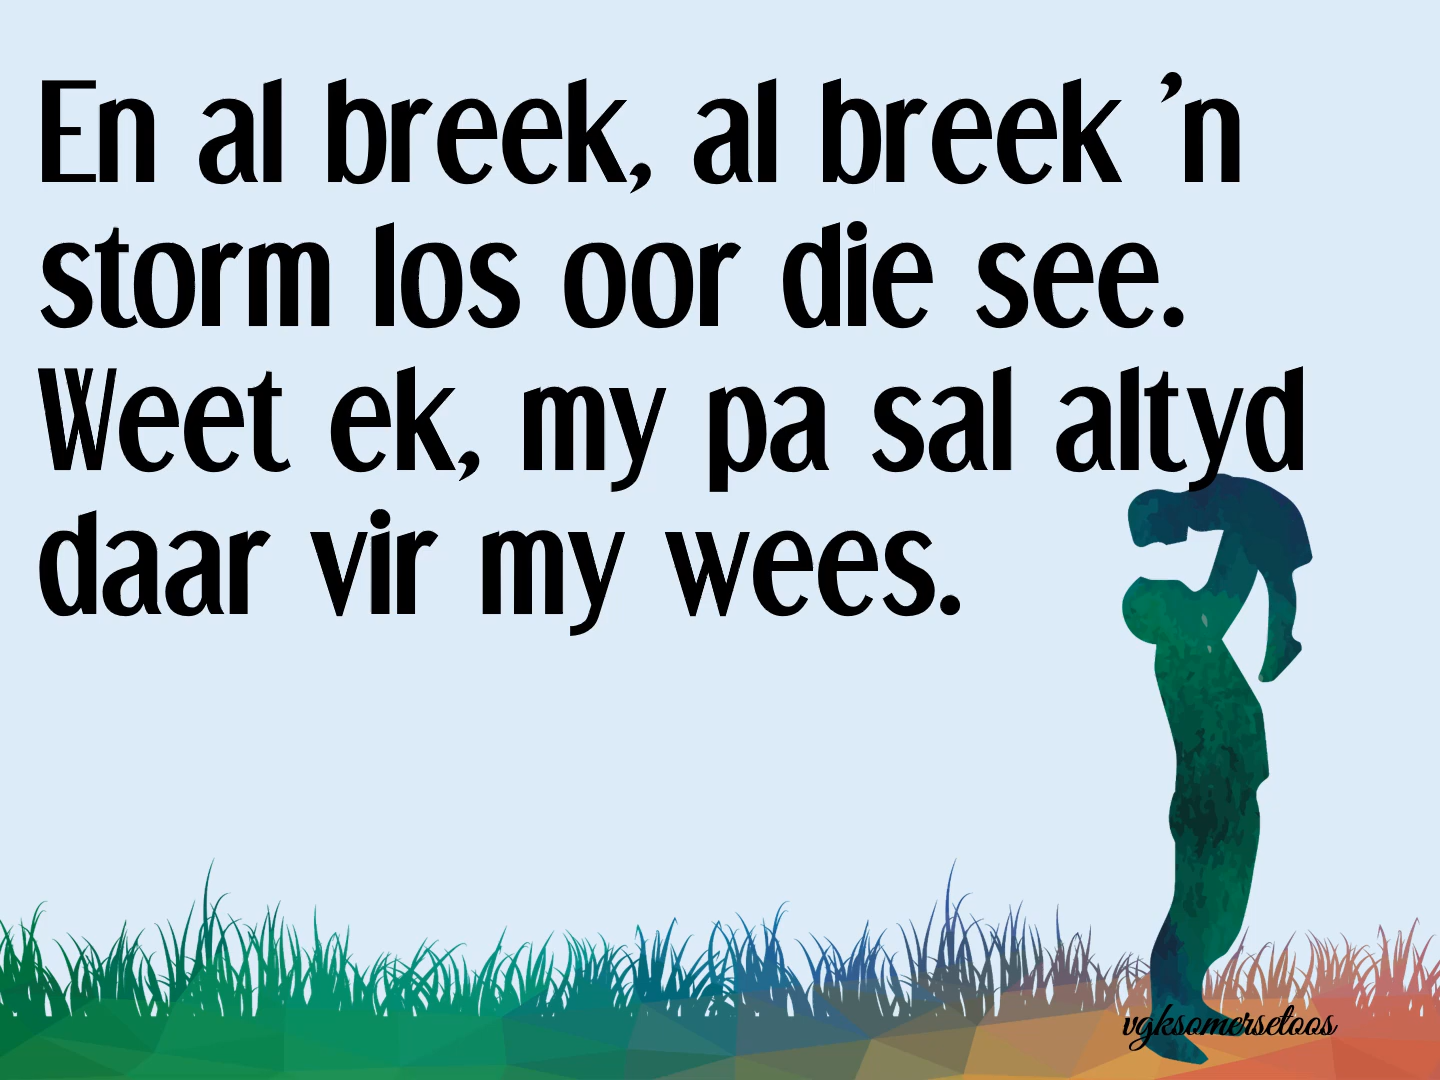 En al breek, al breek 'n
storm los oor die see.
Weet ek, my pa sal altyd
daar vir my wees.
vgksomersetoos